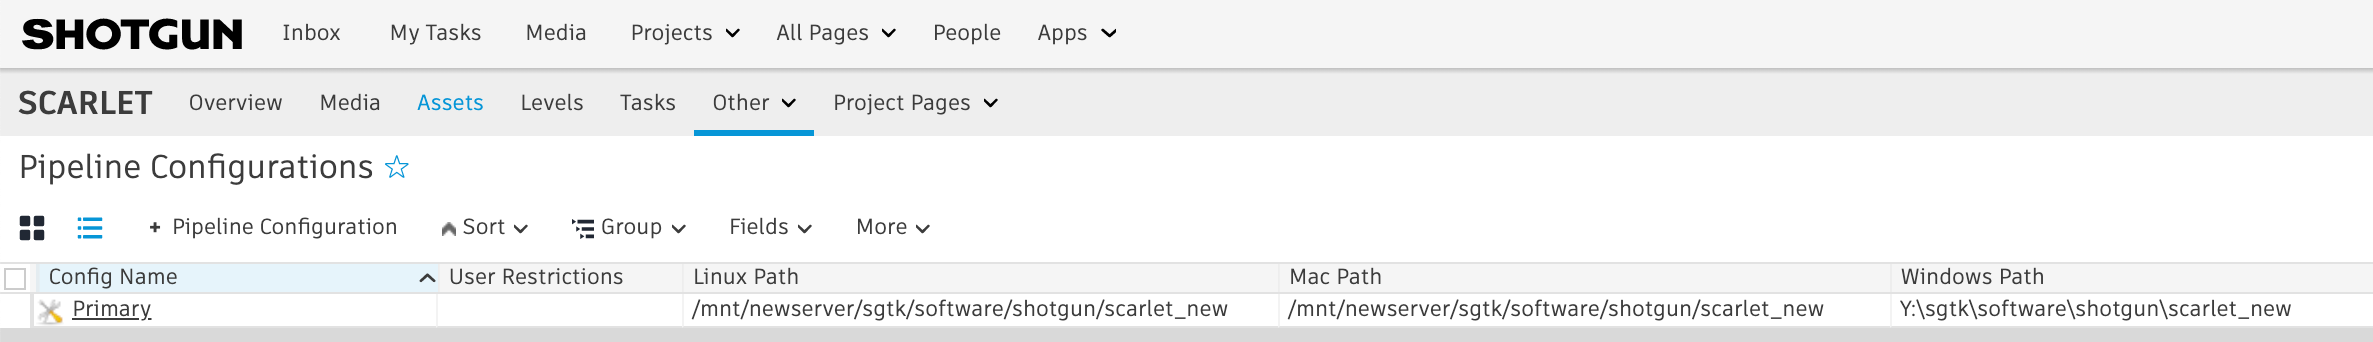 SHOTGUN Inbox My Tasks Media Projects All Pages People Apps
SCARLET Overview Media Assets Levels Tasks Other Project Pages
Pipeline Configurations
+ Pipeline Configuration Sort Group Fields More
Config Name User Restrictions Linux Path Mac Path Windows Path
Primary /mnt/newserver/sgtk/software/shotgun/scarlet_new /mnt/newserver/sgtk/software/shotgun/scarlet_new Y:\sgtk\software\shotgun\scarlet_new